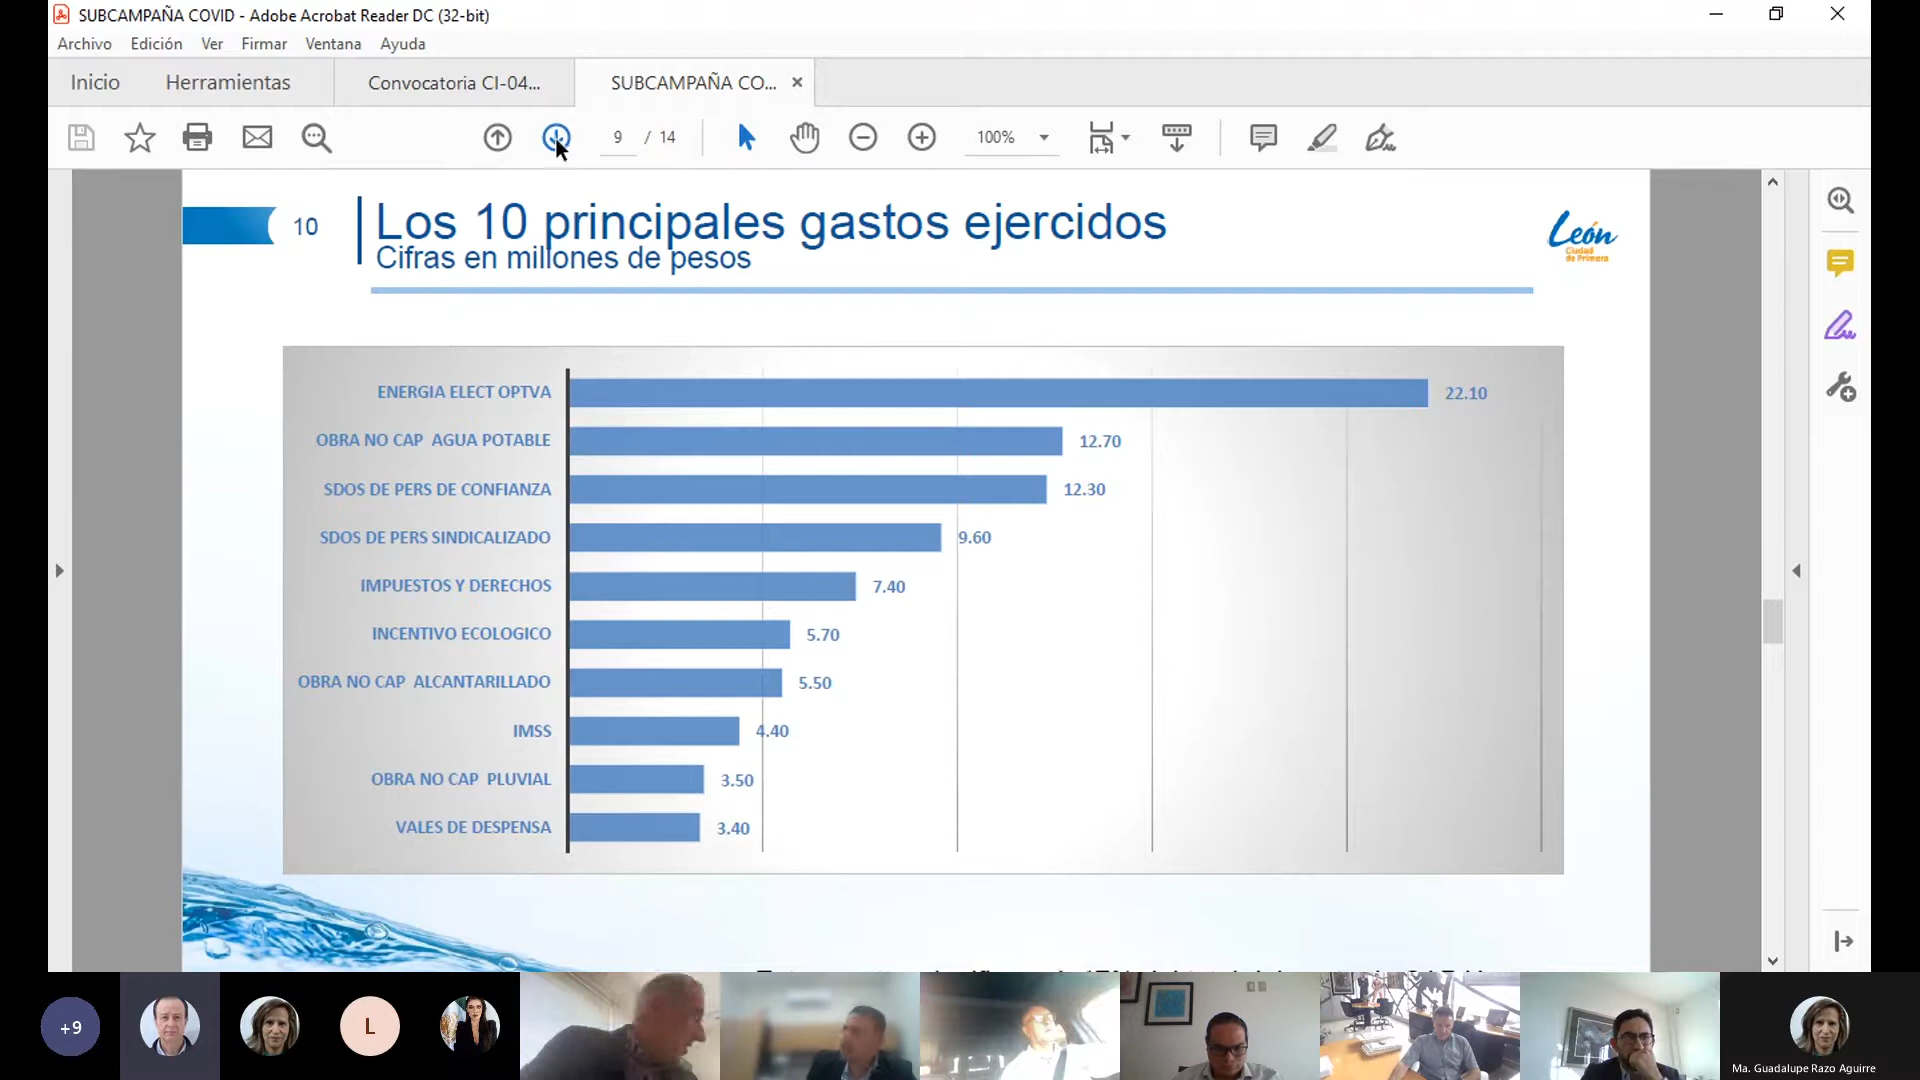 SUBCAMPAÑA COVID - Adobe Acrobat Reader DC (32-bit)
Archivo Edición Ver Firmar Ventana Ayuda
Inicio Herramientas Convocatoria CI-04... SUBCAMPAÑA CO...
9 / 14 100%
10
Los 10 principales gastos ejercidos
Cifras en millones de pesos
León
Ciudad
de Primera
ENERGIA ELECT OPTVA 22.10
OBRA NO CAP AGUA POTABLE 12.70
SDOS DE PERS DE CONFIANZA 12.30
SDOS DE PERS SINDICALIZADO 9.60
IMPUESTOS Y DERECHOS 7.40
INCENTIVO ECOLOGICO 5.70
OBRA NO CAP ALCANTARILLADO 5.50
IMSS 4.40
OBRA NO CAP PLUVIAL 3.50
VALES DE DESPENSA 3.40
+9
L
Ma. Guadalupe Razo Aguirre